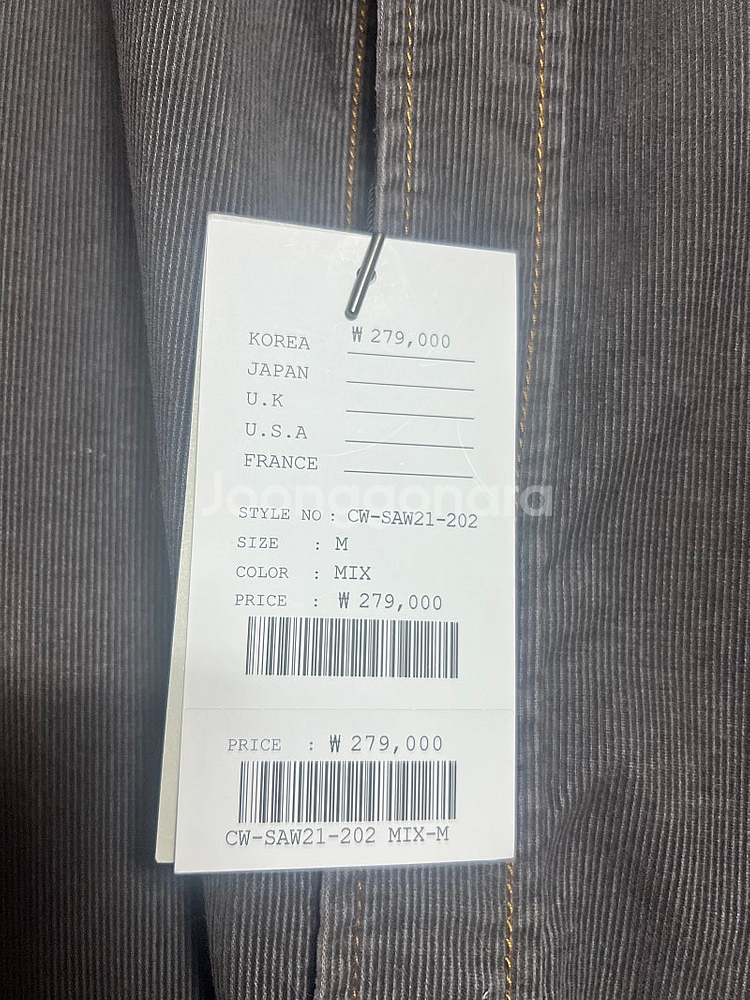 KOREA ₩ 279,000
JAPAN
U.K
U.S.A
FRANCE
Joonggonara
STYLE NO : CW-SAW21-202
SIZE : M
COLOR : MIX
PRICE : ₩ 279,000
PRICE : ₩ 279,000
CW-SAW21-202 MIX-M